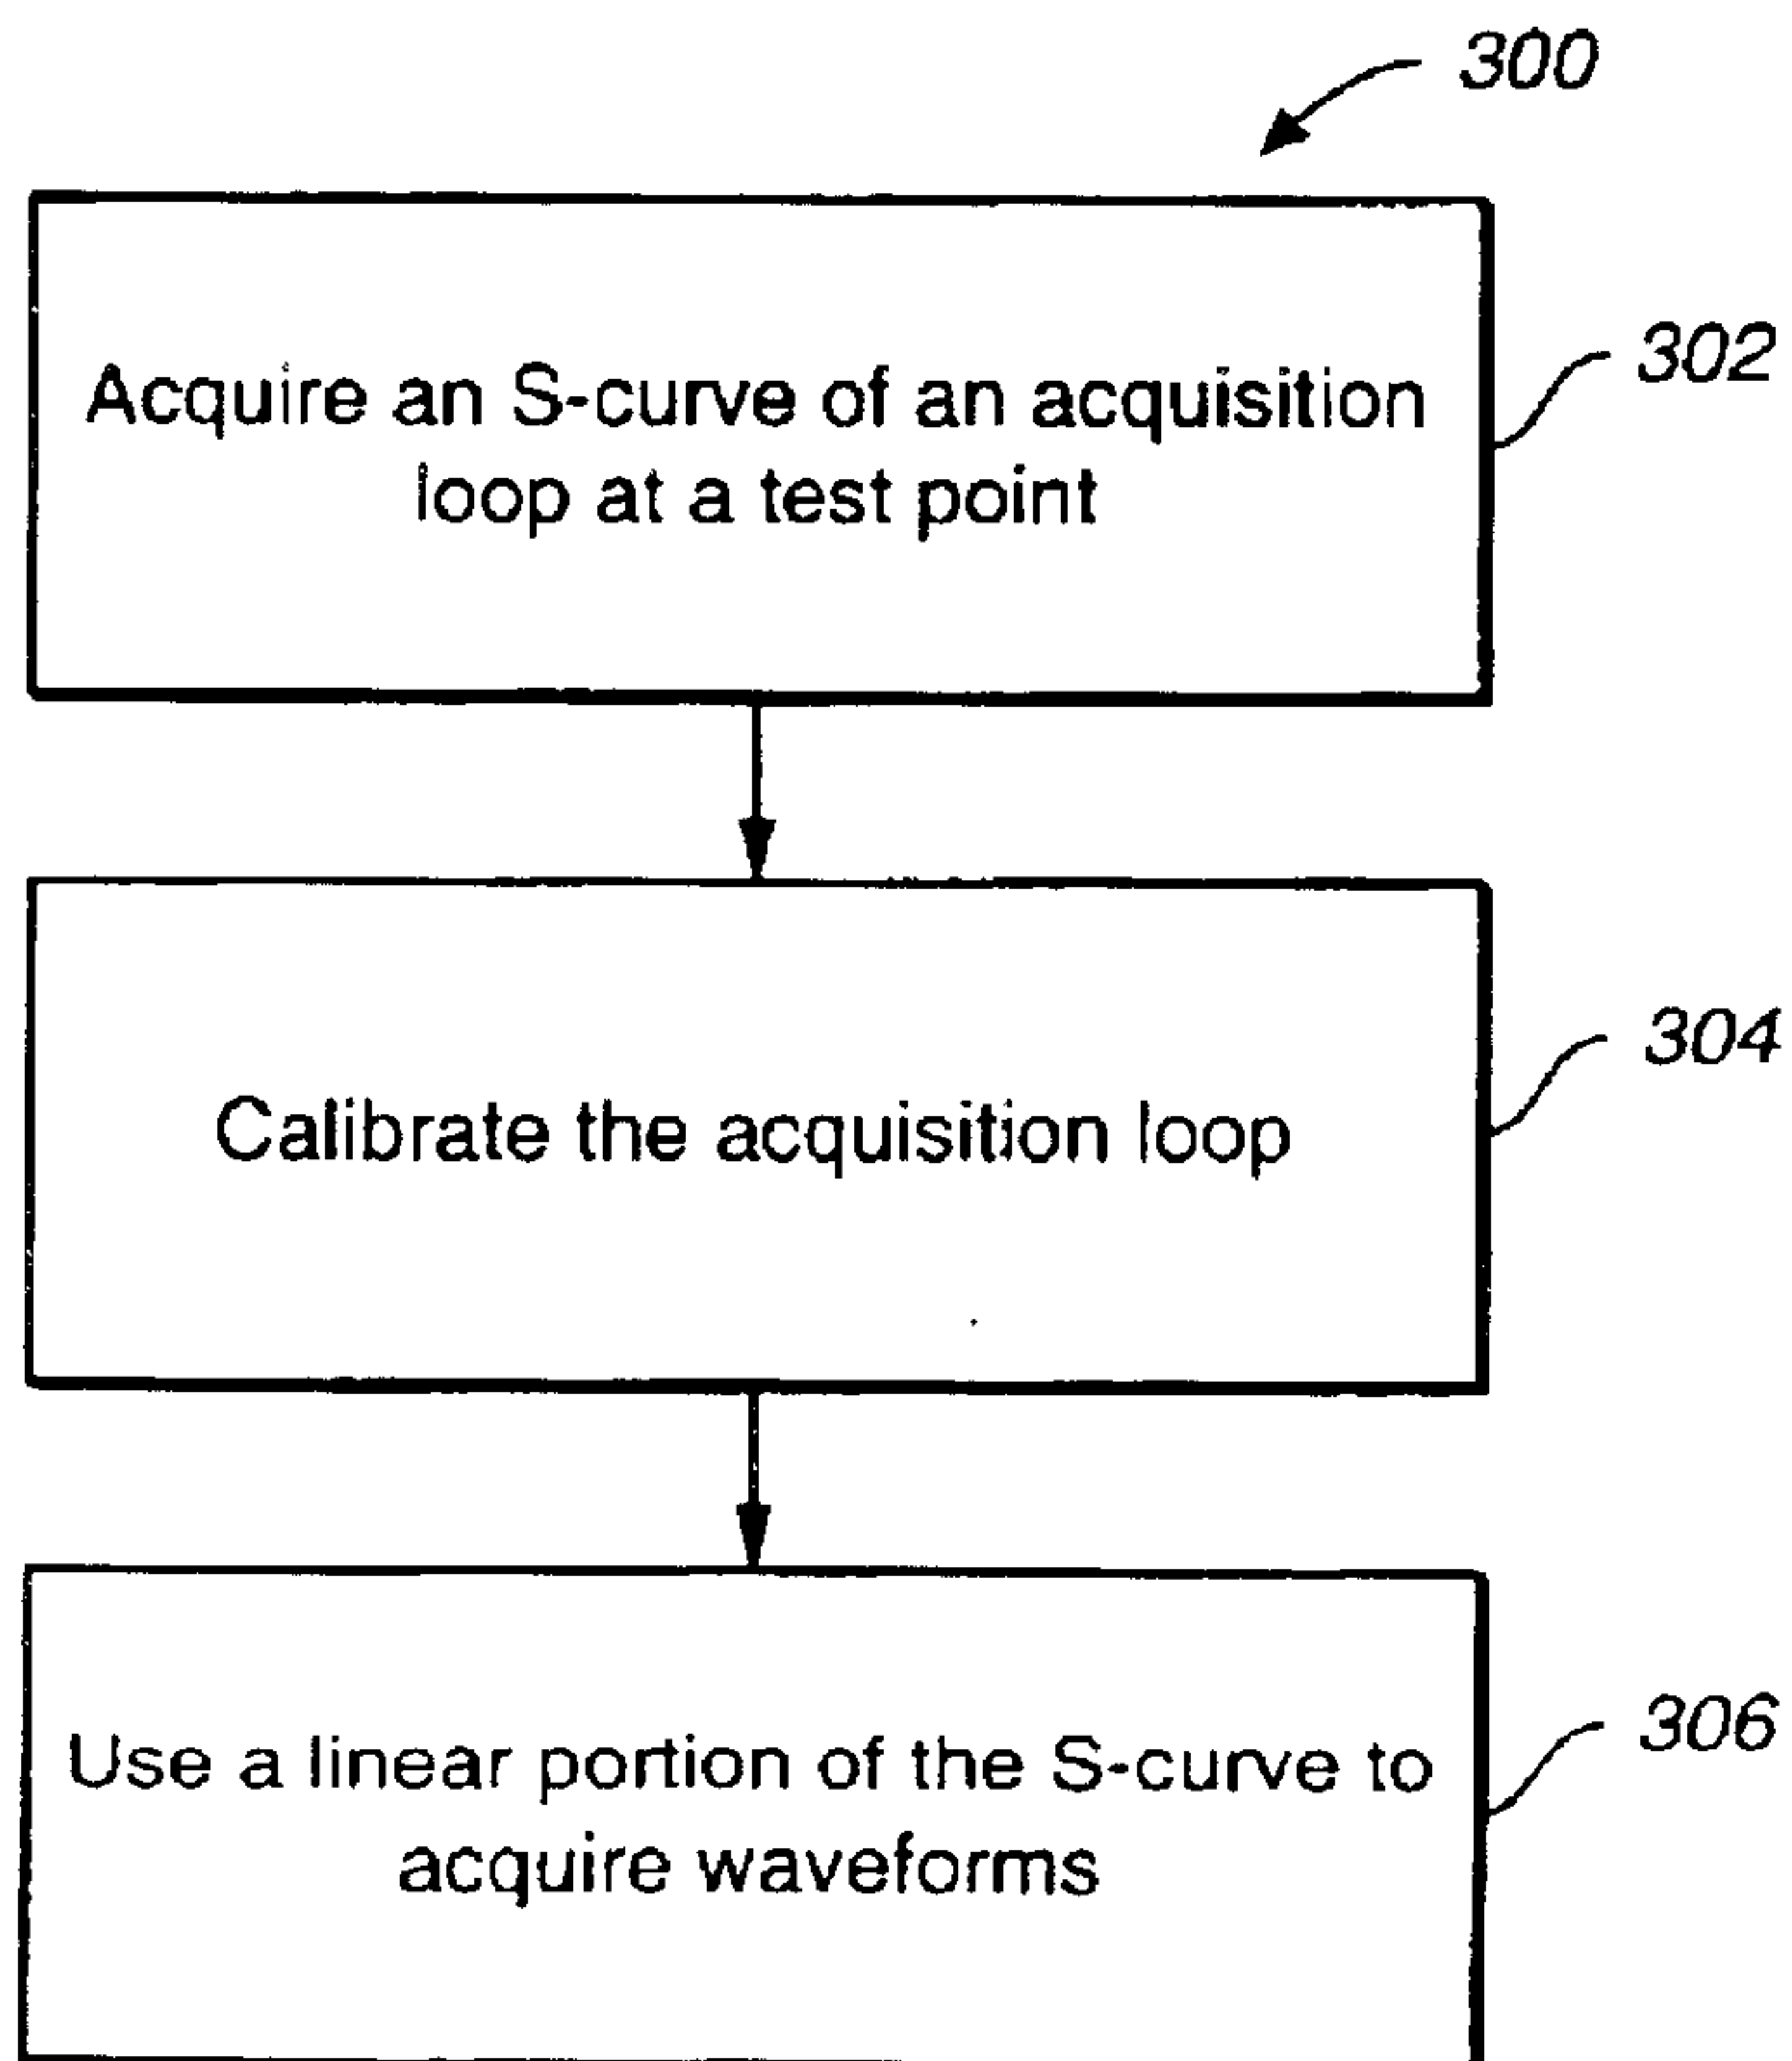 300
Acquire an S-curve of an acquisition
loop at a test point
302
Calibrate the acquisition loop
304
Use a linear portion of the S-curve to
acquire waveforms
306